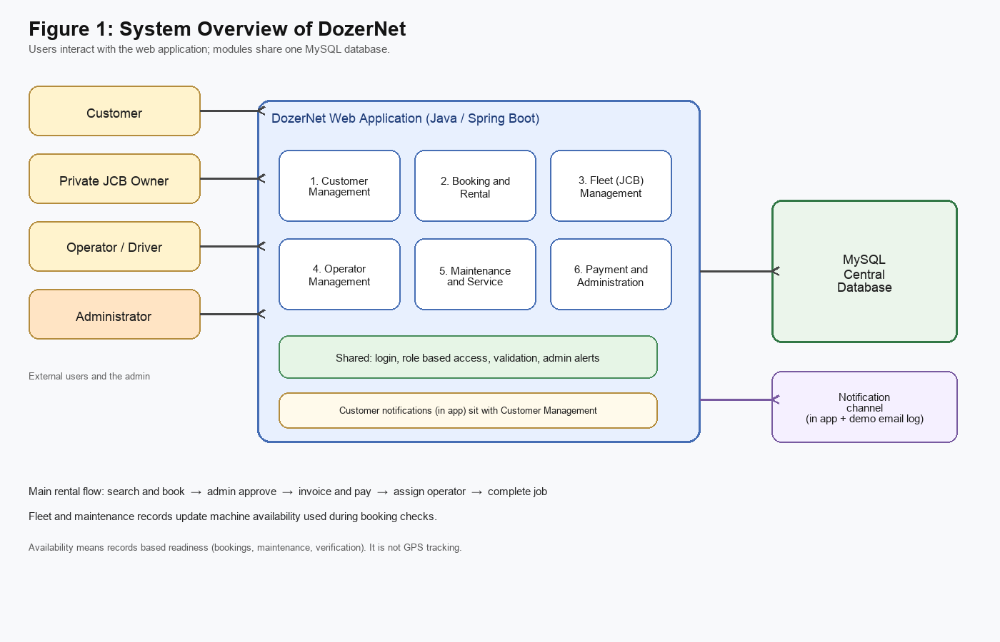 Figure 1: System Overview of DozerNet
Users interact with the web application; modules share one MySQL database.
Customer
Private JCB Owner
Operator / Driver
Administrator
External users and the admin
DozerNet Web Application (Java / Spring Boot)
1. Customer
Management
2. Booking and
Rental
3. Fleet (JCB)
Management
4. Operator
Management
5. Maintenance
and Service
6. Payment and
Administration
Shared: login, role based access, validation, admin alerts
Customer notifications (in app) sit with Customer Management
MySQL
Central
Database
Notification
channel
(in app + demo email log)
Main rental flow: search and book → admin approve → invoice and pay → assign operator → complete job
Fleet and maintenance records update machine availability used during booking checks.
Availability means records based readiness (bookings, maintenance, verification). It is not GPS tracking.